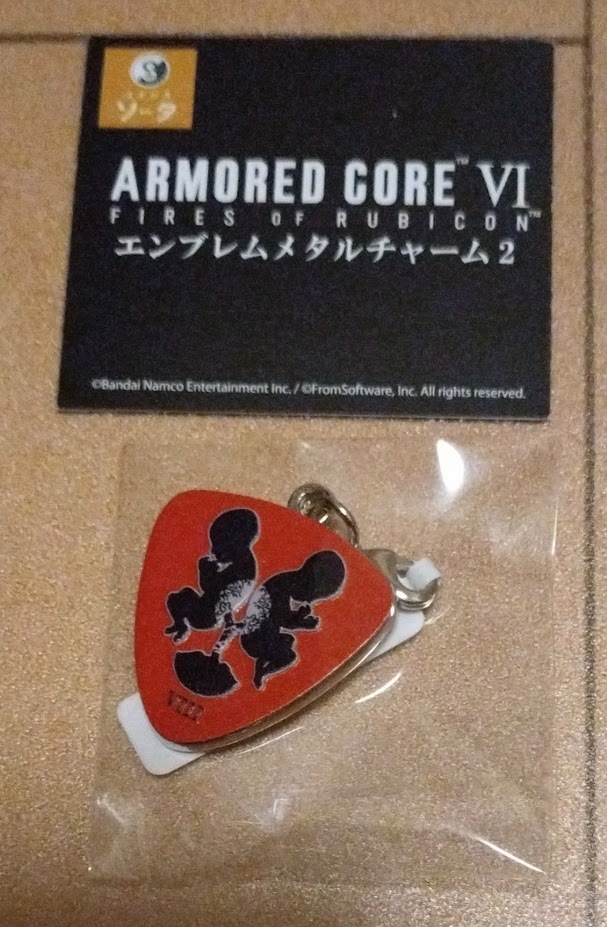 S
ソータ
ARMORED CORE™ VI
FIRES OF RUBICON™
エンブレムメタルチャーム2
©Bandai Namco Entertainment Inc. / ©FromSoftware, Inc. All rights reserved.